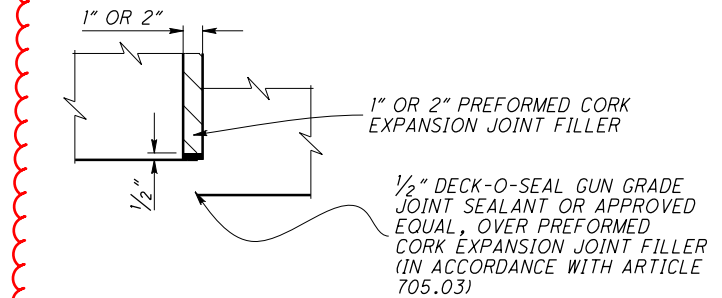 1" OR 2"
1" OR 2" PREFORMED CORK
EXPANSION JOINT FILLER
1/2"
1/2" DECK-O-SEAL GUN GRADE
JOINT SEALANT OR APPROVED
EQUAL, OVER PREFORMED
CORK EXPANSION JOINT FILLER
(IN ACCORDANCE WITH ARTICLE
705.03)